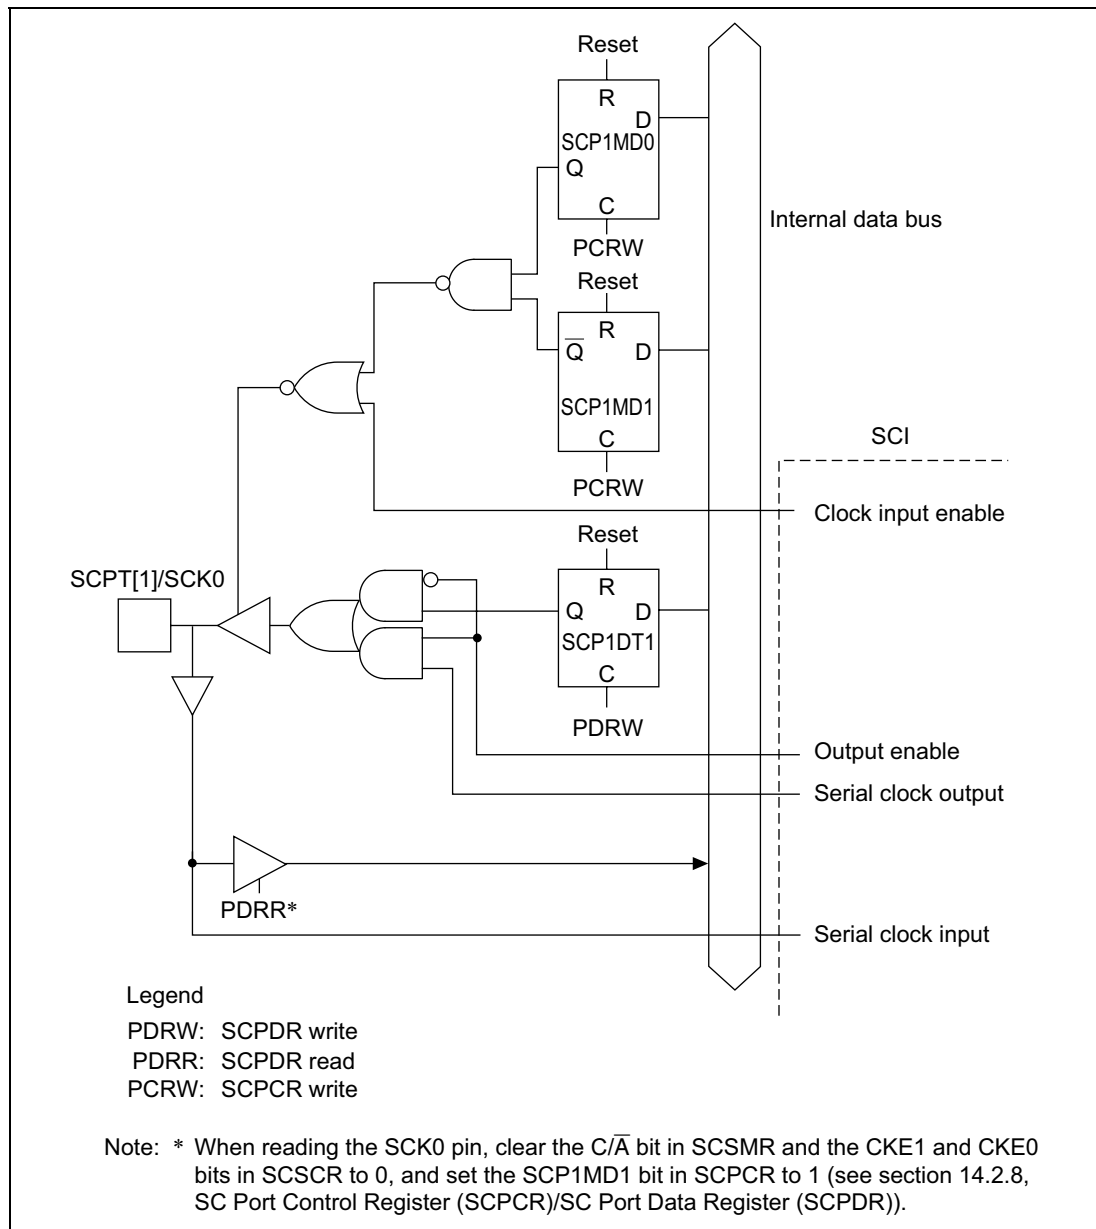 Reset
R
D
SCP1MD0
Q
C
PCRW
Internal data bus
Reset
R
Q̅ D
SCP1MD1
C
PCRW
SCI
Clock input enable
Reset
SCPT[1]/SCK0
R
Q D
SCP1DT1
C
PDRW
Output enable
Serial clock output
PDRR*
Serial clock input
Legend
PDRW: SCPDR write
PDRR: SCPDR read
PCRW: SCPCR write
Note: * When reading the SCK0 pin, clear the C/A̅ bit in SCSMR and the CKE1 and CKE0
bits in SCSCR to 0, and set the SCP1MD1 bit in SCPCR to 1 (see section 14.2.8,
SC Port Control Register (SCPCR)/SC Port Data Register (SCPDR)).